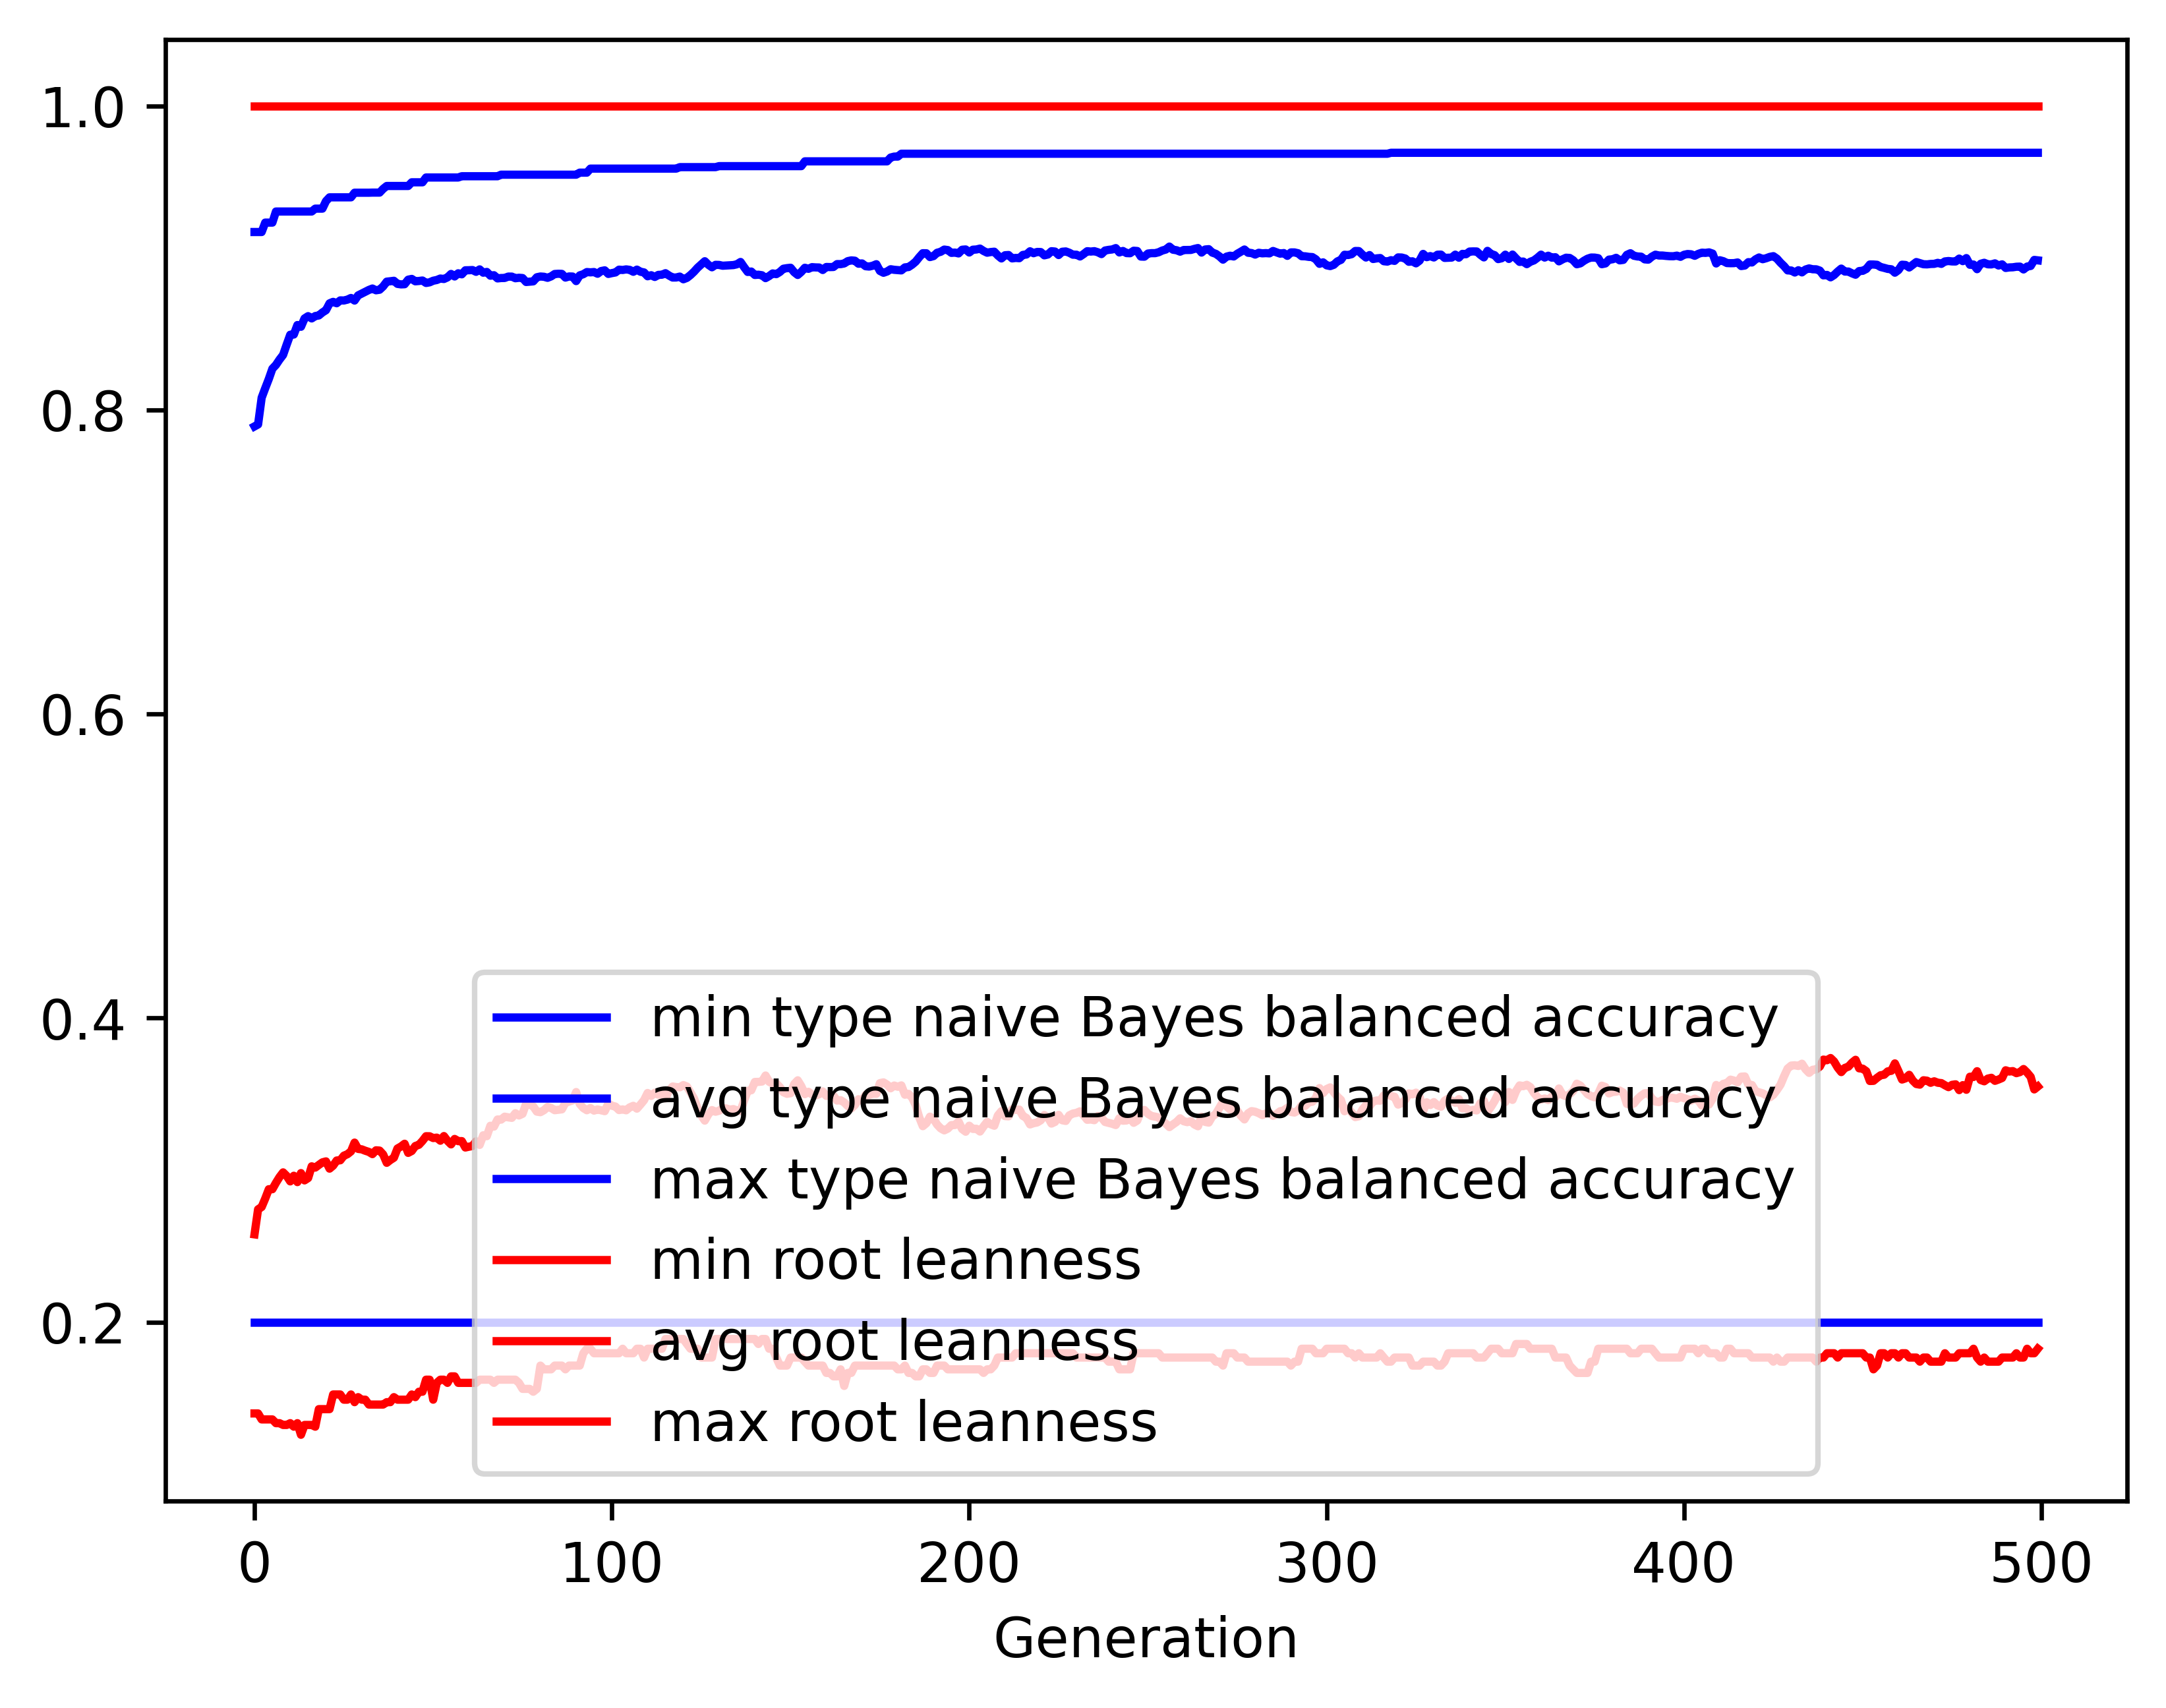 1.0
0.8
0.6
0.4
0.2
min type naive Bayes balanced accuracy
avg type naive Bayes balanced accuracy
max type naive Bayes balanced accuracy
min root leanness
avg root leanness
max root leanness
0 100 200 300 400 500
Generation